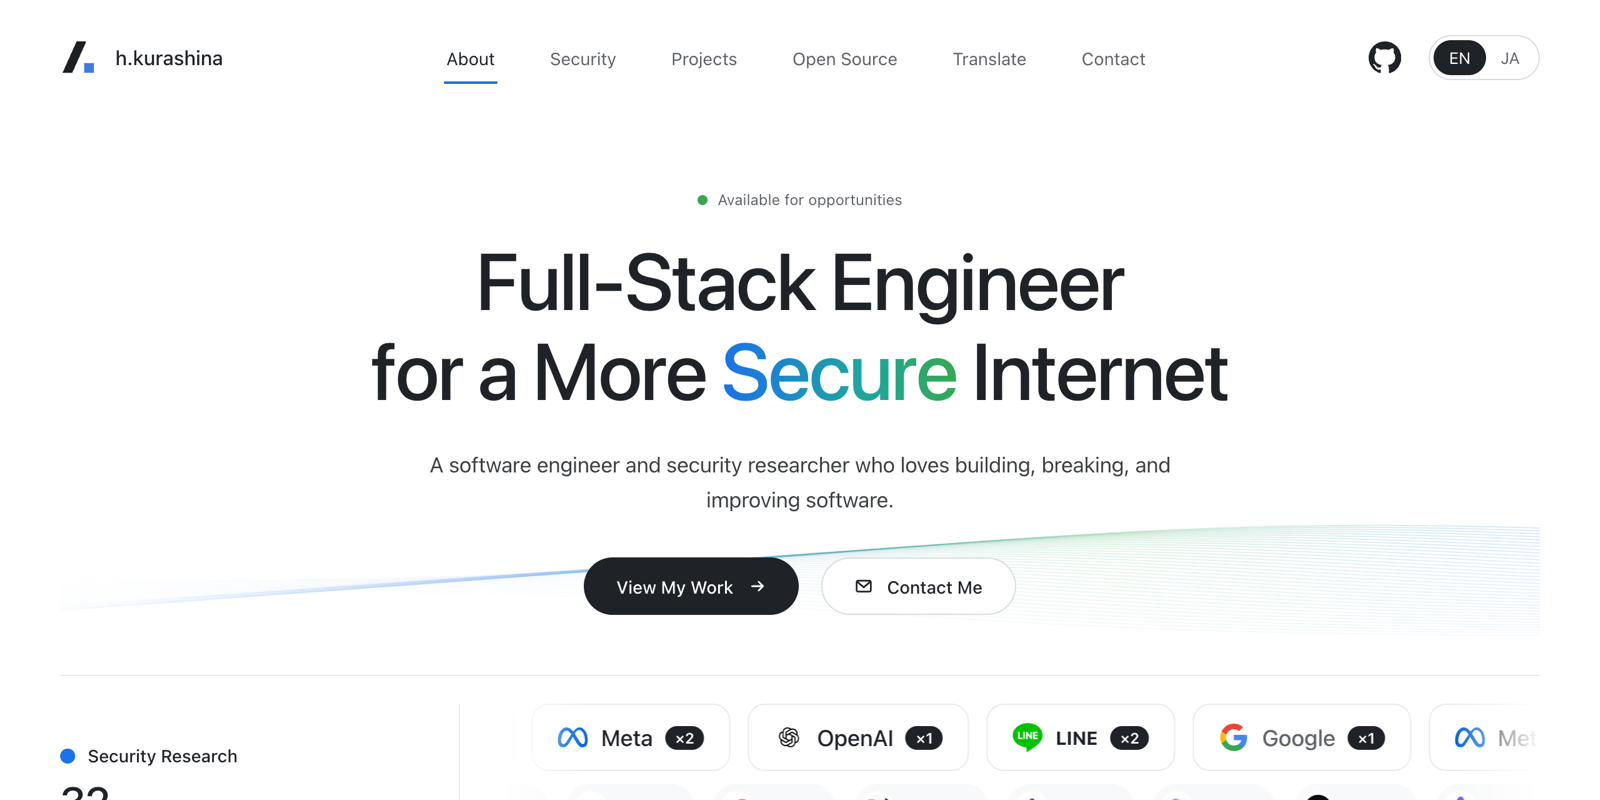 h.kurashina
About
Security
Projects
Open Source
Translate
Contact
EN
JA
Available for opportunities
Full-Stack Engineer
for a More Secure Internet
A software engineer and security researcher who loves building, breaking, and
improving software.
View My Work
Contact Me
Security Research
Meta ×2
OpenAI ×1
LINE LINE ×2
Google ×1
Met